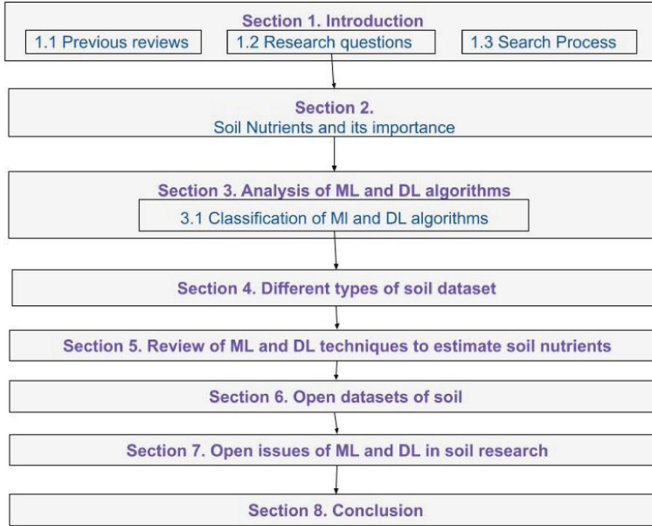 Section 1. Introduction
1.1 Previous reviews
1.2 Research questions
1.3 Search Process
Section 2.
Soil Nutrients and its importance
Section 3. Analysis of ML and DL algorithms
3.1 Classification of Ml and DL algorithms
Section 4. Different types of soil dataset
Section 5. Review of ML and DL techniques to estimate soil nutrients
Section 6. Open datasets of soil
Section 7. Open issues of ML and DL in soil research
Section 8. Conclusion